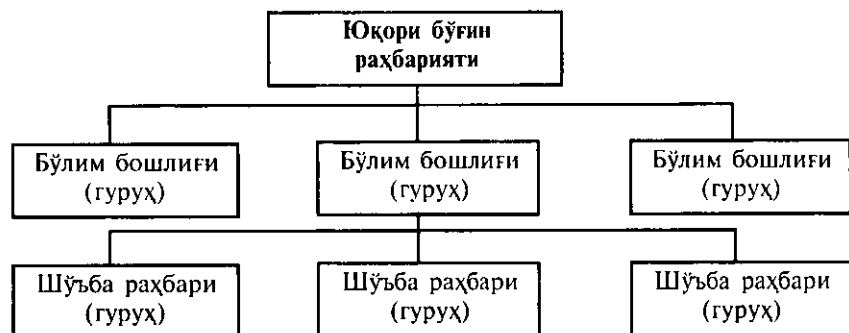 Юқори бўғин
раҳбарияти
Бўлим бошлиғи
(гуруҳ)
Бўлим бошлиғи
(гуруҳ)
Бўлим бошлиғи
(гуруҳ)
Шўъба раҳбари
(гуруҳ)
Шўъба раҳбари
(гуруҳ)
Шўъба раҳбари
(гуруҳ)